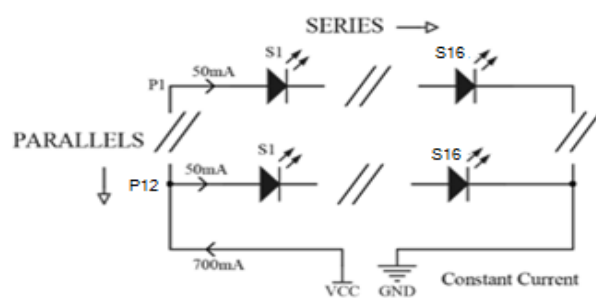 SERIES
P1 50mA S1 S16
PARALLELS
P12 50mA S1 S16
700mA VCC GND Constant Current